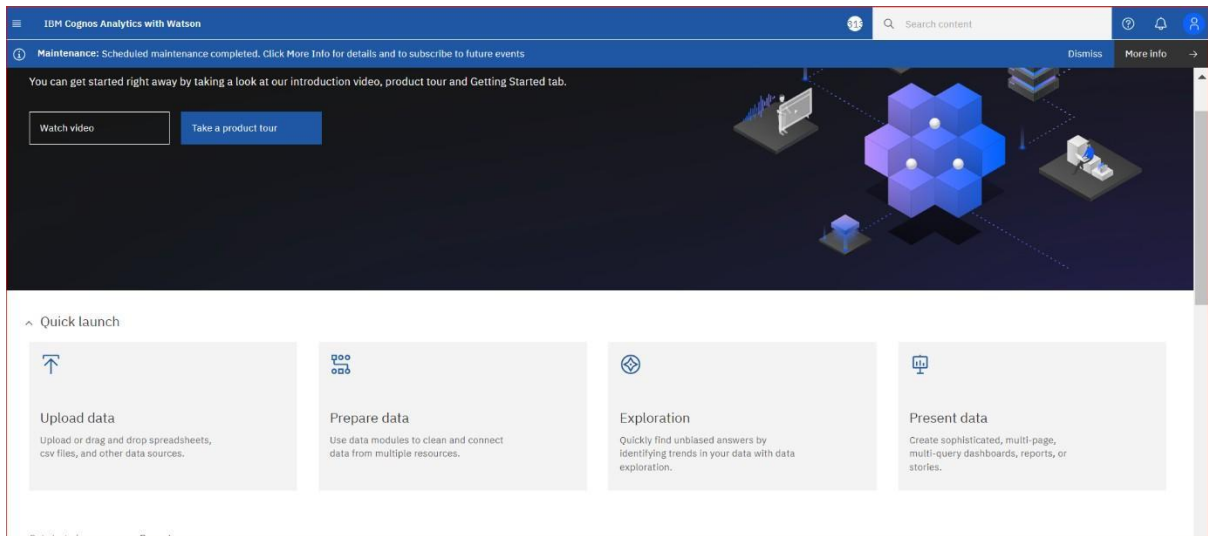 IBM Cognos Analytics with Watson
Search content
Maintenance: Scheduled maintenance completed. Click More Info for details and to subscribe to future events
Dismiss
More info
You can get started right away by taking a look at our introduction video, product tour and Getting Started tab.
Watch video
Take a product tour
Quick launch
Upload data
Upload or drag and drop spreadsheets,
csv files, and other data sources.
Prepare data
Use data modules to clean and connect
data from multiple resources.
Exploration
Quickly find unbiased answers by
identifying trends in your data with data
exploration.
Present data
Create sophisticated, multi-page,
multi-query dashboards, reports, or
stories.